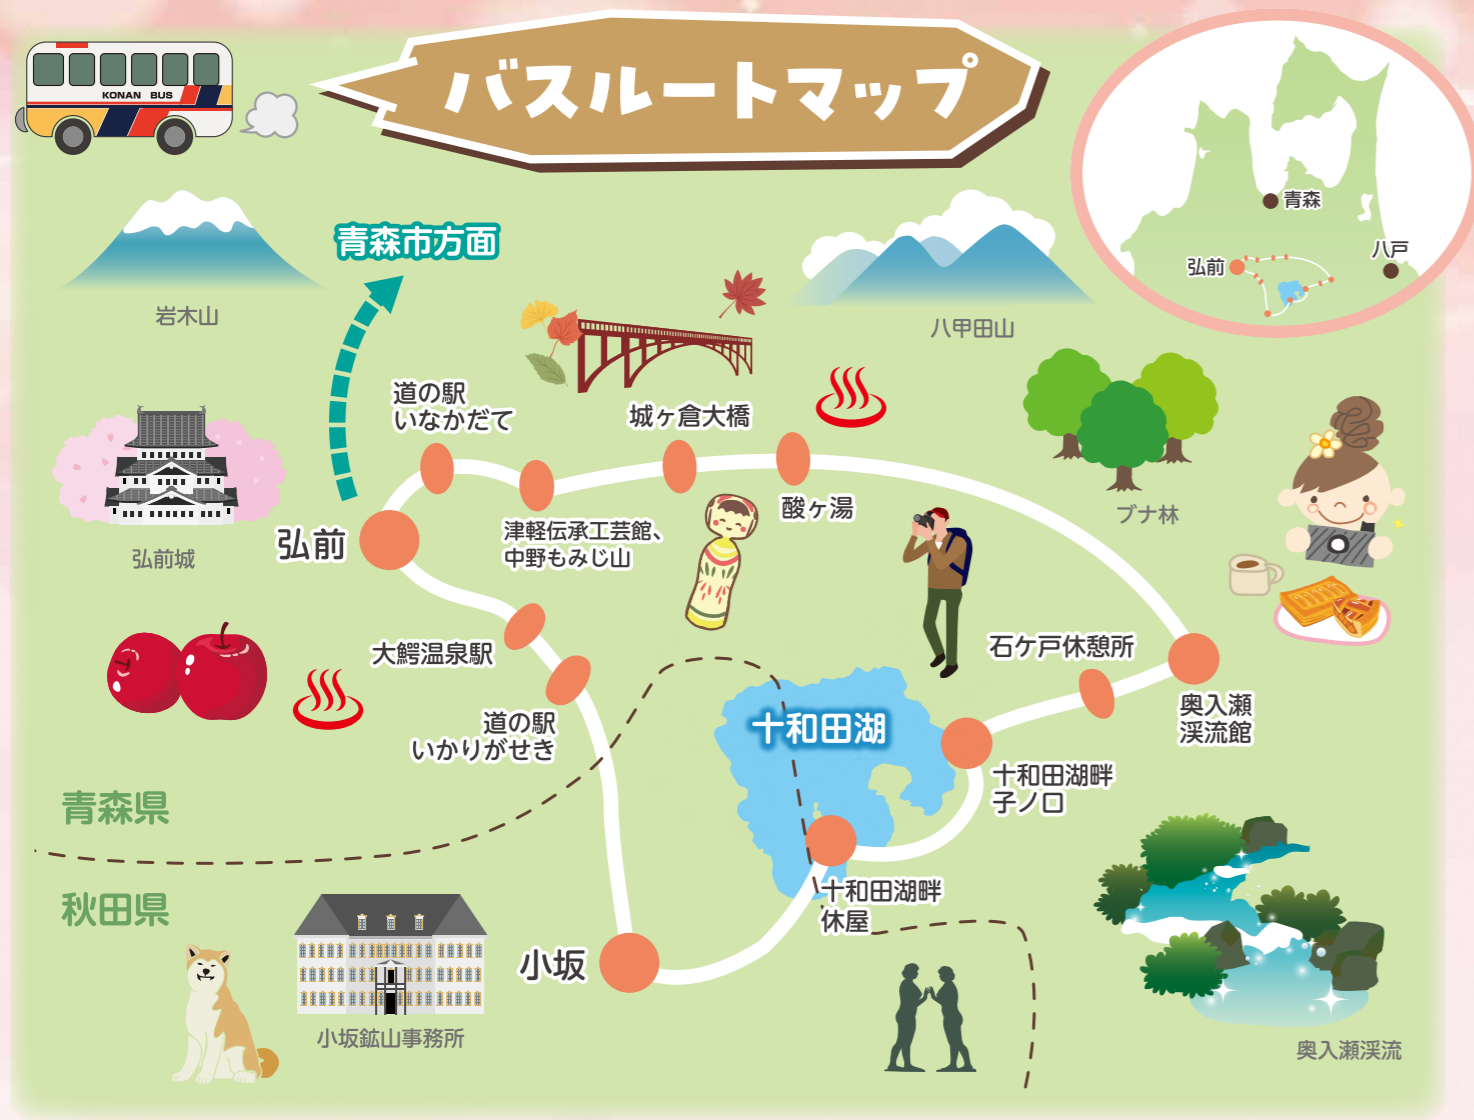 バスルートマップ
KONAN BUS
青森
弘前
八戸
岩木山
青森市方面
八甲田山
道の駅
いなかだて
城ヶ倉大橋
酸ヶ湯
ブナ林
弘前城
弘前
津軽伝承工芸館、
中野もみじ山
大鰐温泉駅
石ケ戸休憩所
道の駅
いかりがせき
十和田湖
奥入瀬
渓流館
十和田湖畔
子ノ口
青森県
秋田県
十和田湖畔
休屋
小坂
小坂鉱山事務所
奥入瀬渓流